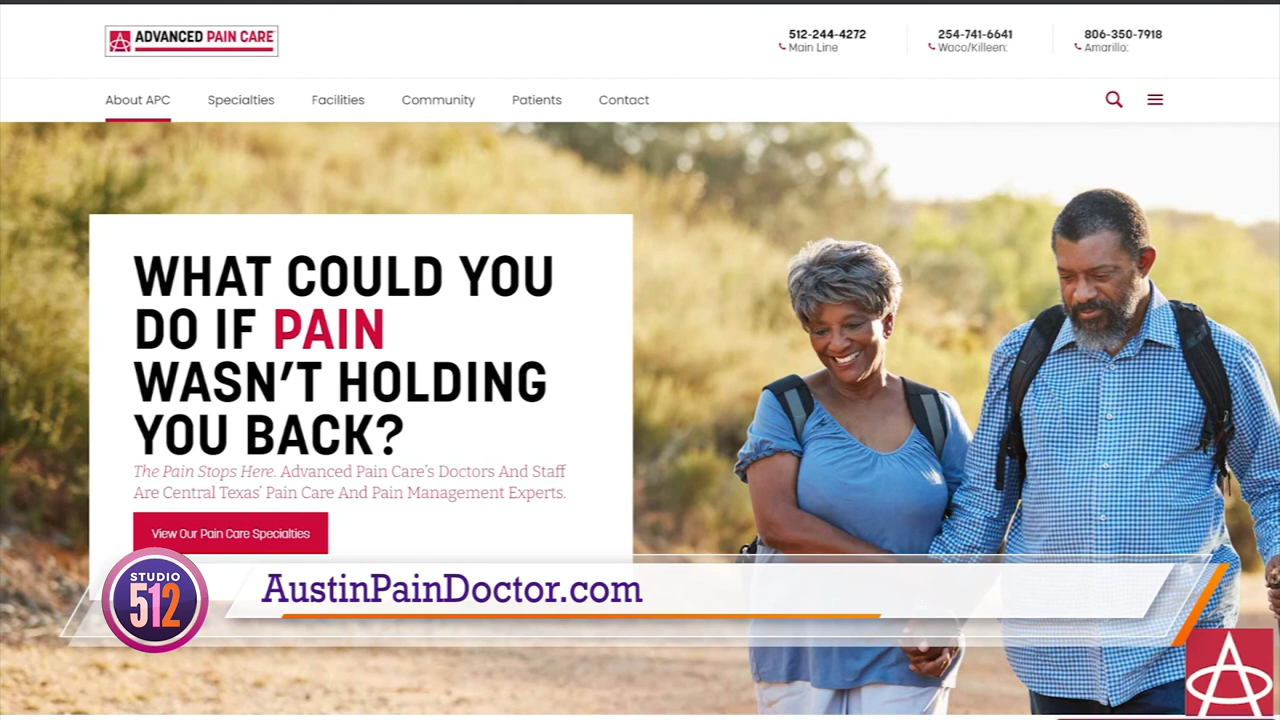 ADVANCED PAIN CARE
512-244-4272
Main Line
254-741-6641
Waco/Killeen:
806-350-7918
Amarillo:
About APC
Specialties
Facilities
Community
Patients
Contact
WHAT COULD YOU
DO IF PAIN
WASN'T HOLDING
YOU BACK?
The Pain Stops Here. Advanced Pain Care's Doctors And Staff
Are Central Texas' Pain Care And Pain Management Experts.
View Our Pain Care Specialties
STUDIO
512
AustinPainDoctor.com